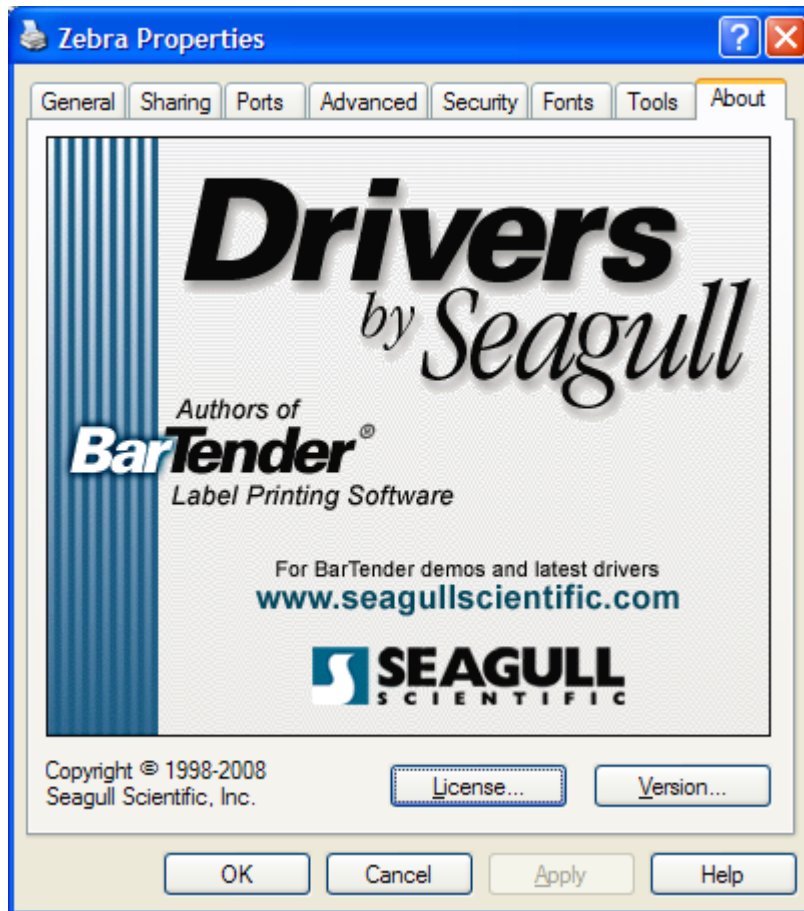 Zebra Properties
General Sharing Ports Advanced Security Fonts Tools About
Drivers
by Seagull
Authors of
BarTender®
Label Printing Software
For BarTender demos and latest drivers
www.seagullscientific.com
SEAGULL
SCIENTIFIC
Copyright © 1998-2008
Seagull Scientific, Inc.
License... Version...
OK Cancel Apply Help